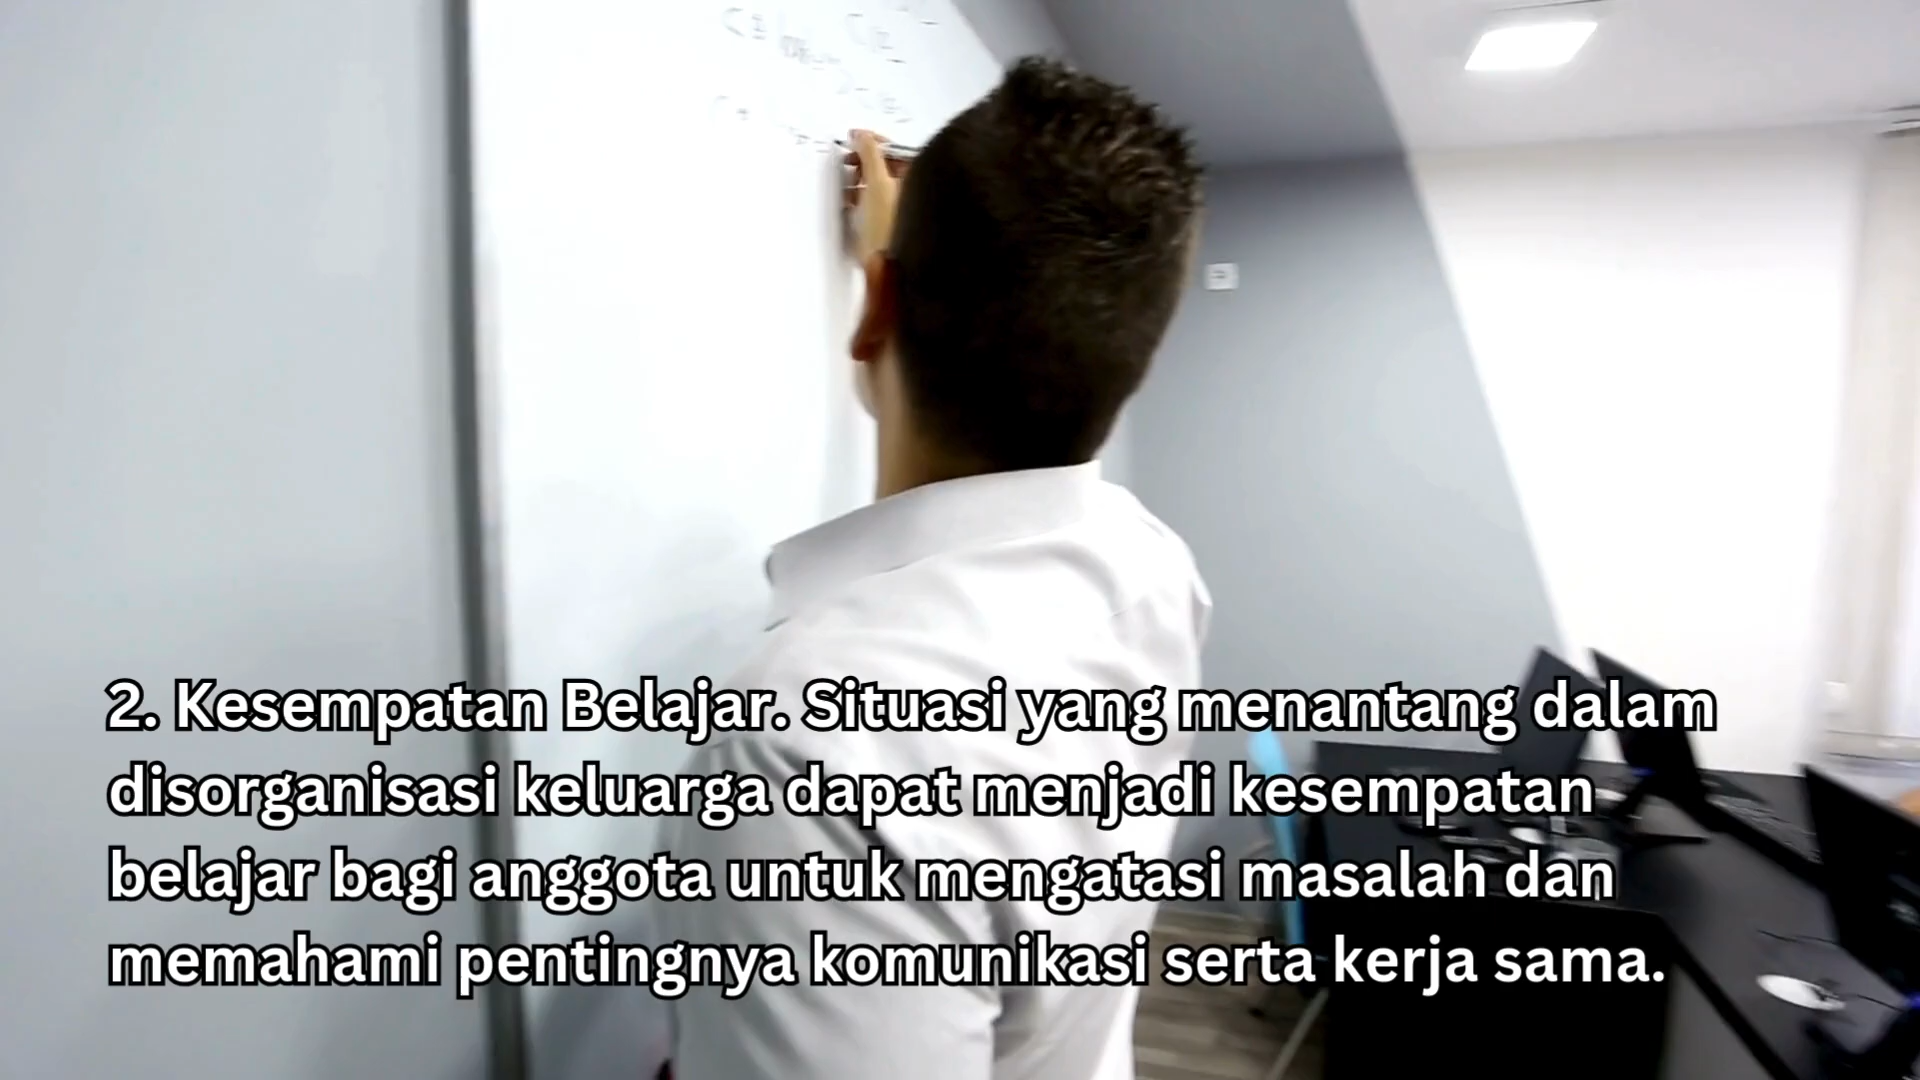 2. Kesempatan Belajar. Situasi yang menantang dalam
disorganisasi keluarga dapat menjadi kesempatan
belajar bagi anggota untuk mengatasi masalah dan
memahami pentingnya komunikasi serta kerja sama.